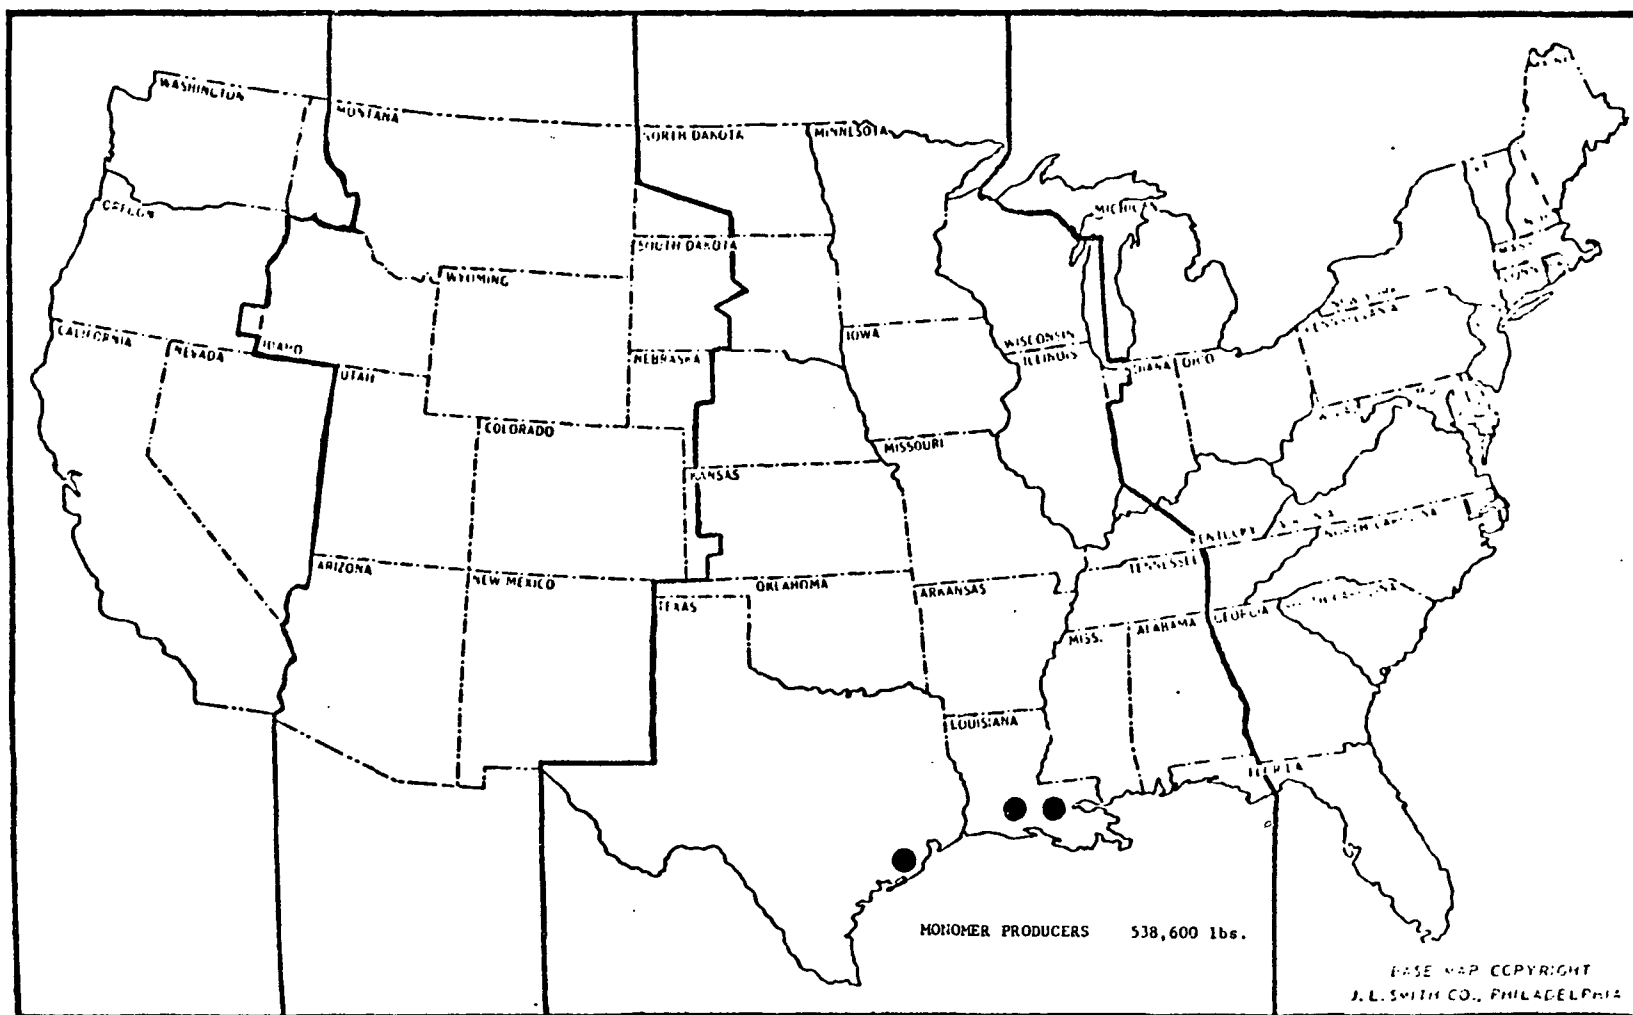 WASHINGTON
MONTANA
NORTH DAKOTA
MINNESOTA
OREGON
MICHIGAN
SOUTH DAKOTA
WYOMING
MASS
CONN
CALIFORNIA
NEVADA
IDAHO
UTAH
NEBRASKA
IOWA
WISCONSIN
ILLINOIS
OHIO
COLORADO
MISSOURI
KANSAS
NORTH CAROLINA
TENNESSEE
ARIZONA
NEW MEXICO
OKLAHOMA
TEXAS
ARKANSAS
GEORGIA
MISS.
ALABAMA
LOUISIANA
MONOMER PRODUCERS 538,600 lbs.
BASE MAP COPYRIGHT
J. L. SMITH CO., PHILADELPHIA